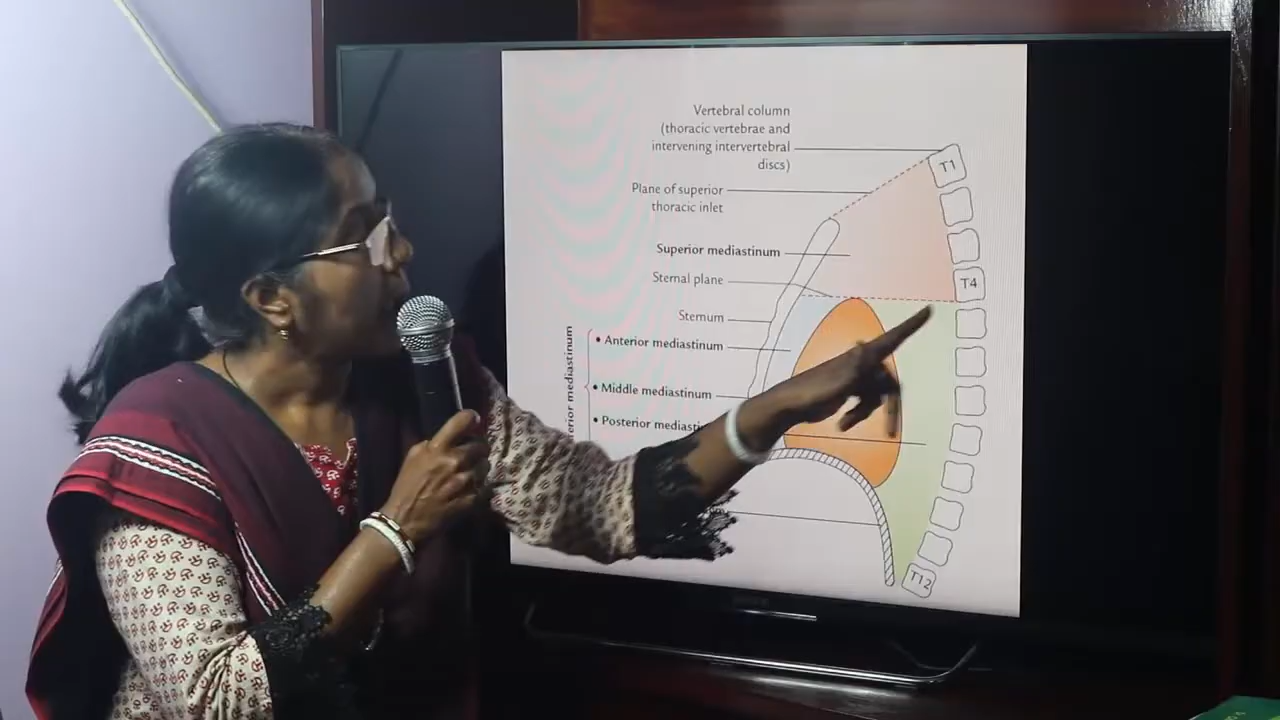 Vertebral column
(thoracic vertebrae and
intervening intervertebral
discs)
T1
Plane of superior
thoracic inlet
Superior mediastinum
Sternal plane
T4
Sternum
Anterior mediastinum
Middle mediastinum
Posterior
mediastinum
T12